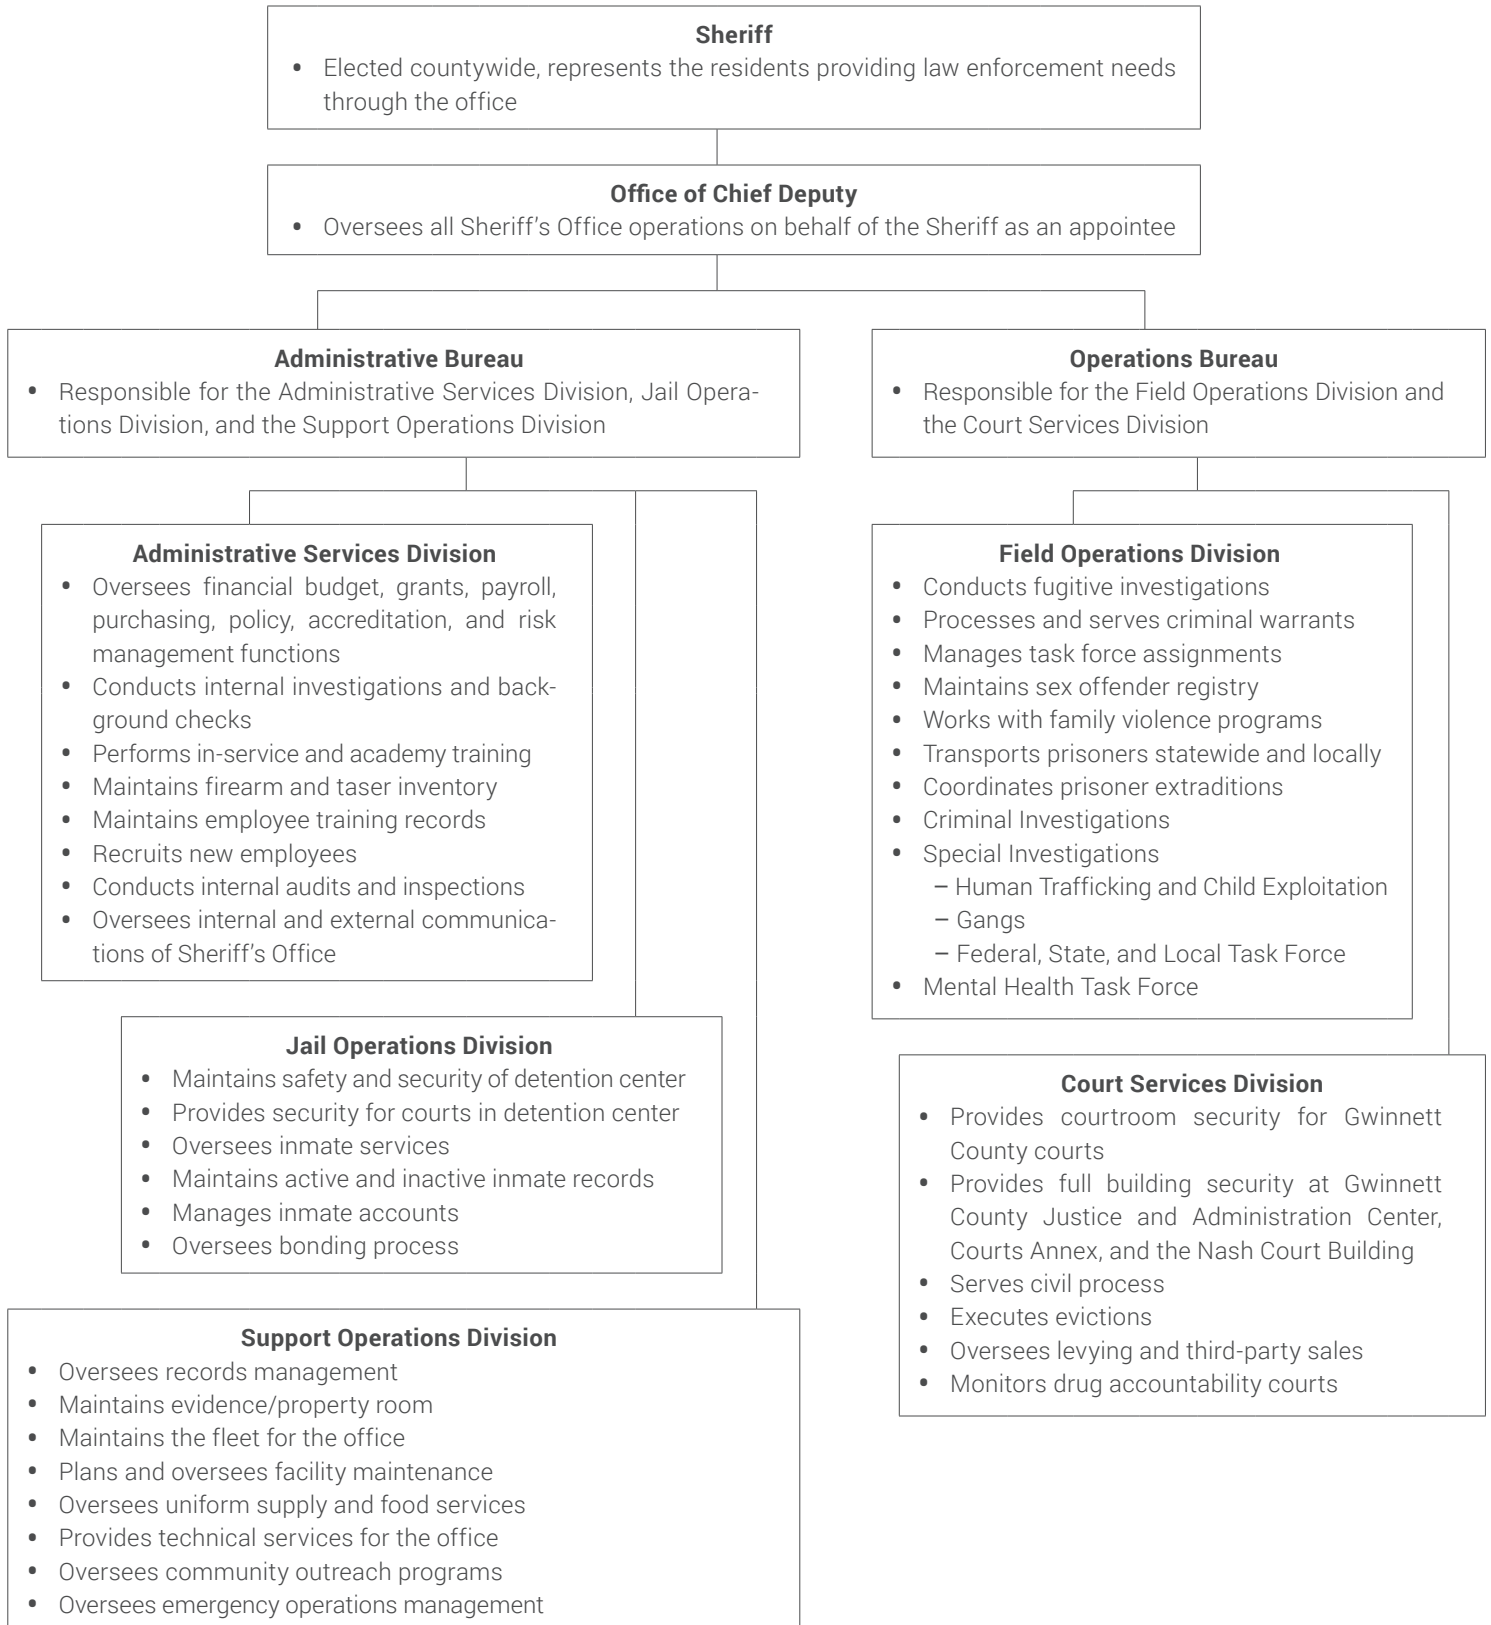 Sheriff
• Elected countywide, represents the residents providing law enforcement needs
through the office
Office of Chief Deputy
• Oversees all Sheriff's Office operations on behalf of the Sheriff as an appointee
Administrative Bureau
• Responsible for the Administrative Services Division, Jail Opera-
tions Division, and the Support Operations Division
Operations Bureau
• Responsible for the Field Operations Division and
the Court Services Division
Administrative Services Division
• Oversees financial budget, grants, payroll,
purchasing, policy, accreditation, and risk
management functions
• Conducts internal investigations and back-
ground checks
• Performs in-service and academy training
• Maintains firearm and taser inventory
• Maintains employee training records
• Recruits new employees
• Conducts internal audits and inspections
• Oversees internal and external communica-
tions of Sheriff's Office
Jail Operations Division
• Maintains safety and security of detention center
• Provides security for courts in detention center
• Oversees inmate services
• Maintains active and inactive inmate records
• Manages inmate accounts
• Oversees bonding process
Support Operations Division
• Oversees records management
• Maintains evidence/property room
• Maintains the fleet for the office
• Plans and oversees facility maintenance
• Oversees uniform supply and food services
• Provides technical services for the office
• Oversees community outreach programs
• Oversees emergency operations management
Field Operations Division
• Conducts fugitive investigations
• Processes and serves criminal warrants
• Manages task force assignments
• Maintains sex offender registry
• Works with family violence programs
• Transports prisoners statewide and locally
• Coordinates prisoner extraditions
• Criminal Investigations
• Special Investigations
– Human Trafficking and Child Exploitation
– Gangs
– Federal, State, and Local Task Force
• Mental Health Task Force
Court Services Division
• Provides courtroom security for Gwinnett
County courts
• Provides full building security at Gwinnett
County Justice and Administration Center,
Courts Annex, and the Nash Court Building
• Serves civil process
• Executes evictions
• Oversees levying and third-party sales
• Monitors drug accountability courts